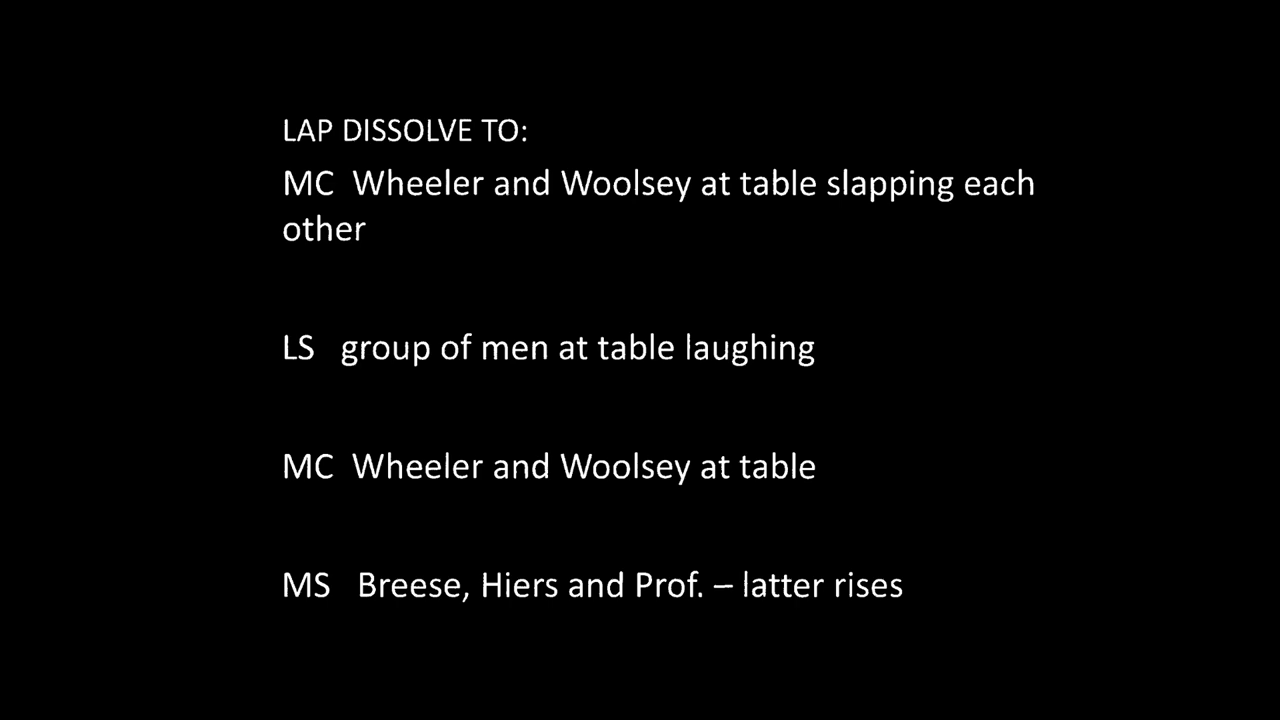 LAP DISSOLVE TO:
MC  Wheeler and Woolsey at table slapping each
other
LS   group of men at table laughing
MC  Wheeler and Woolsey at table
MS   Breese, Hiers and Prof. – latter rises